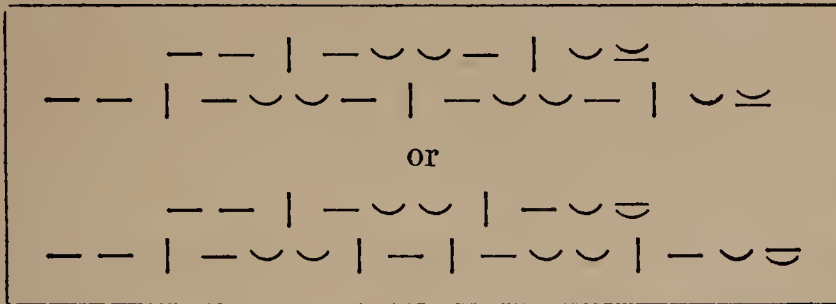 — — | — ⏑ ⏑ — | ⏑ ⏓
— — | — ⏑ ⏑ — | — ⏑ ⏑ — | ⏑ ⏓
or
— — | — ⏑ ⏑ | — ⏑ ⏒
— — | — ⏑ ⏑ | — | — ⏑ ⏑ | — ⏑ ⏒